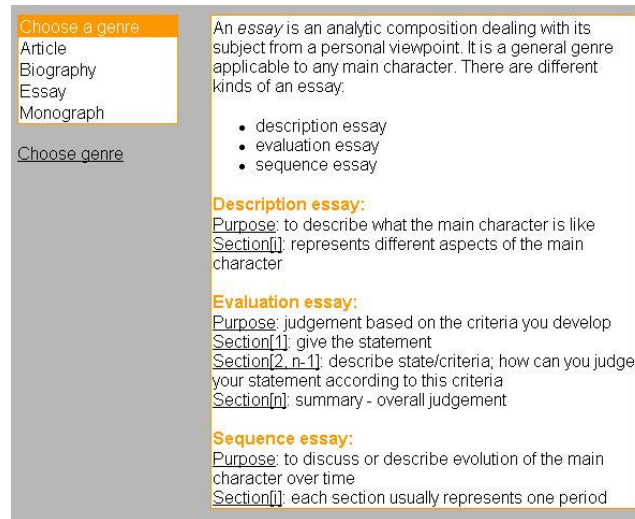 Choose a genre
Article
Biography
Essay
Monograph
Choose genre
An essay is an analytic composition dealing with its
subject from a personal viewpoint. It is a general genre
applicable to any main character. There are different
kinds of an essay:
• description essay
• evaluation essay
• sequence essay
Description essay:
Purpose: to describe what the main character is like
Section[i]: represents different aspects of the main
character
Evaluation essay:
Purpose: judgement based on the criteria you develop
Section[1]: give the statement
Section[2, n-1]: describe state/criteria; how can you judge
your statement according to this criteria
Section[n]: summary - overall judgement
Sequence essay:
Purpose: to discuss or describe evolution of the main
character over time
Section[i]: each section usually represents one period